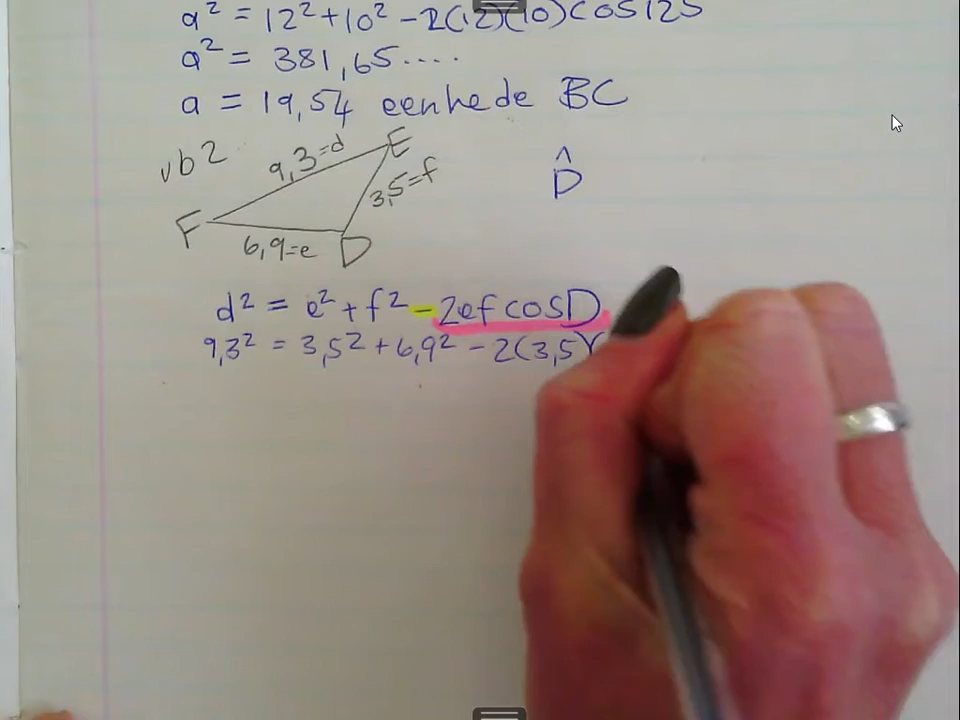 a² = 12² + 10² - 2(12)(10) cos 125
a² = 381,65....
a = 19,54 eenhede BC
vb 2
9,3=d
E
3,5=f
D̂
F
6,9=e
D
d² = e² + f² - 2ef cos D
9,3² = 3,5² + 6,9² - 2(3,5)(